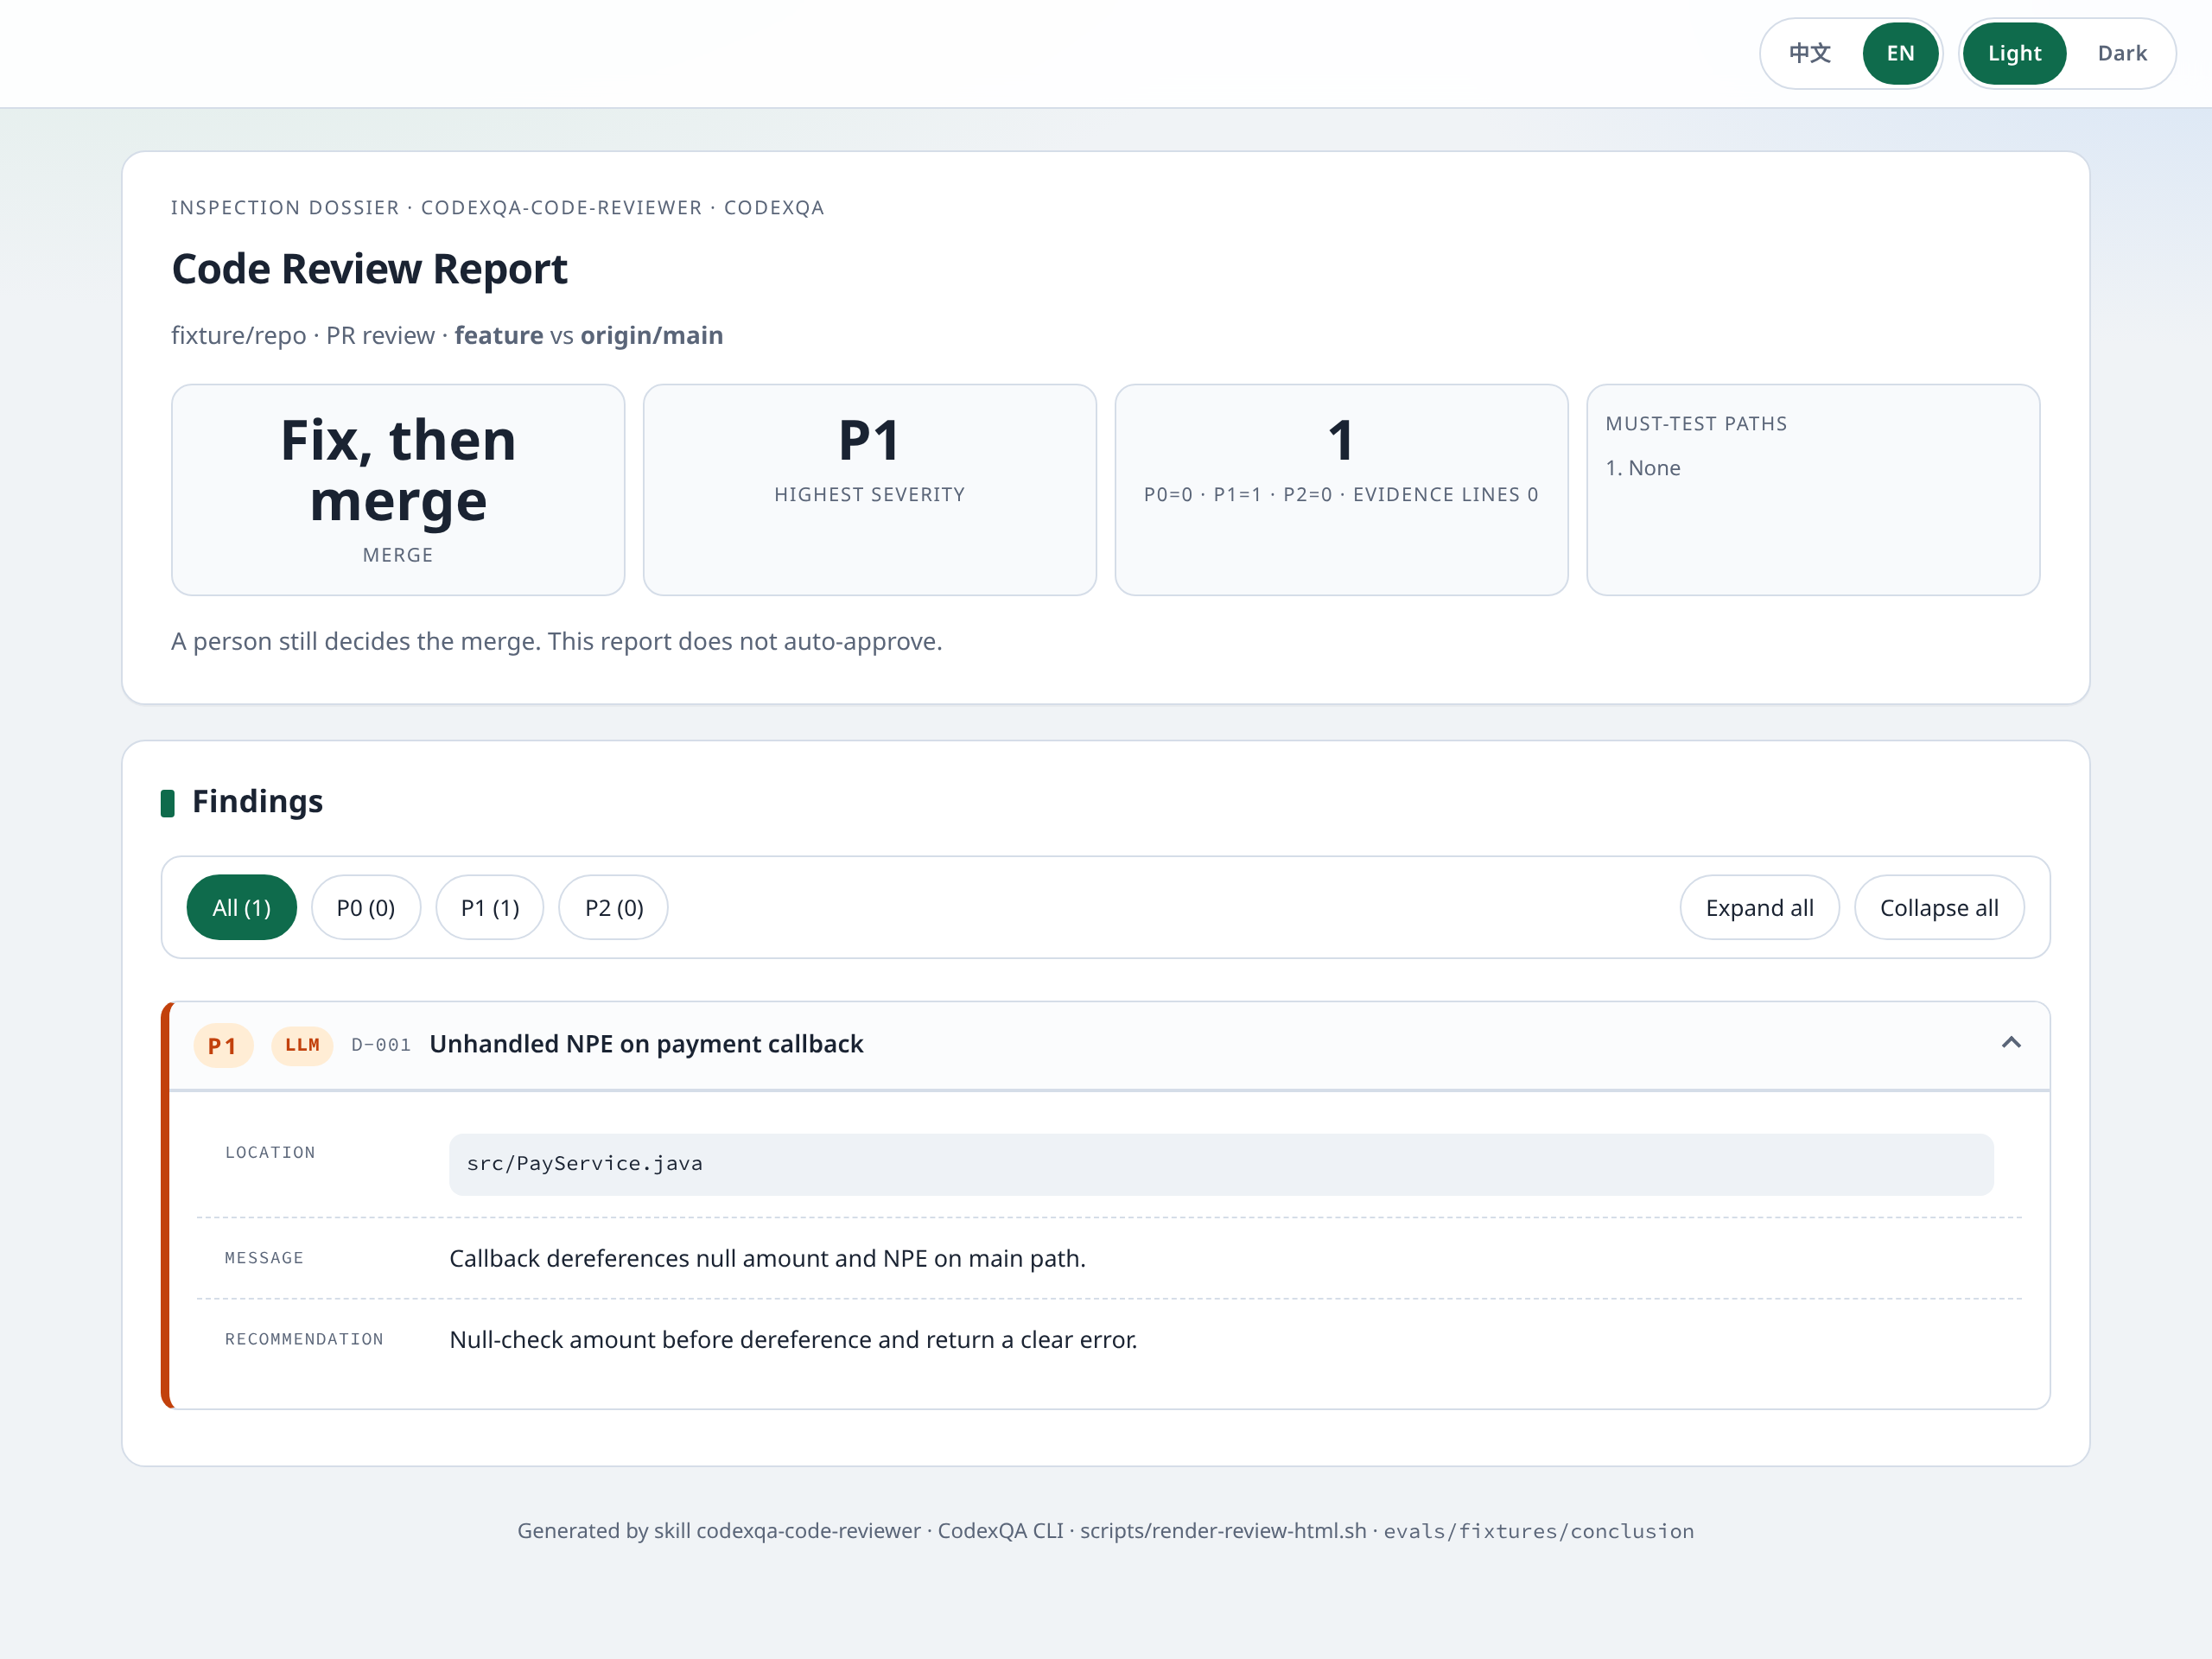 中文 EN Light Dark
INSPECTION DOSSIER · CODEXQA-CODE-REVIEWER · CODEXQA
Code Review Report
fixture/repo · PR review · feature vs origin/main
Fix, then
merge
MERGE
P1
HIGHEST SEVERITY
1
P0=0 · P1=1 · P2=0 · EVIDENCE LINES 0
MUST-TEST PATHS
1. None
A person still decides the merge. This report does not auto-approve.
Findings
All (1) P0 (0) P1 (1) P2 (0) Expand all Collapse all
P1 LLM D-001 Unhandled NPE on payment callback
LOCATION src/PayService.java
MESSAGE Callback dereferences null amount and NPE on main path.
RECOMMENDATION Null-check amount before dereference and return a clear error.
Generated by skill codexqa-code-reviewer · CodexQA CLI · scripts/render-review-html.sh · evals/fixtures/conclusion